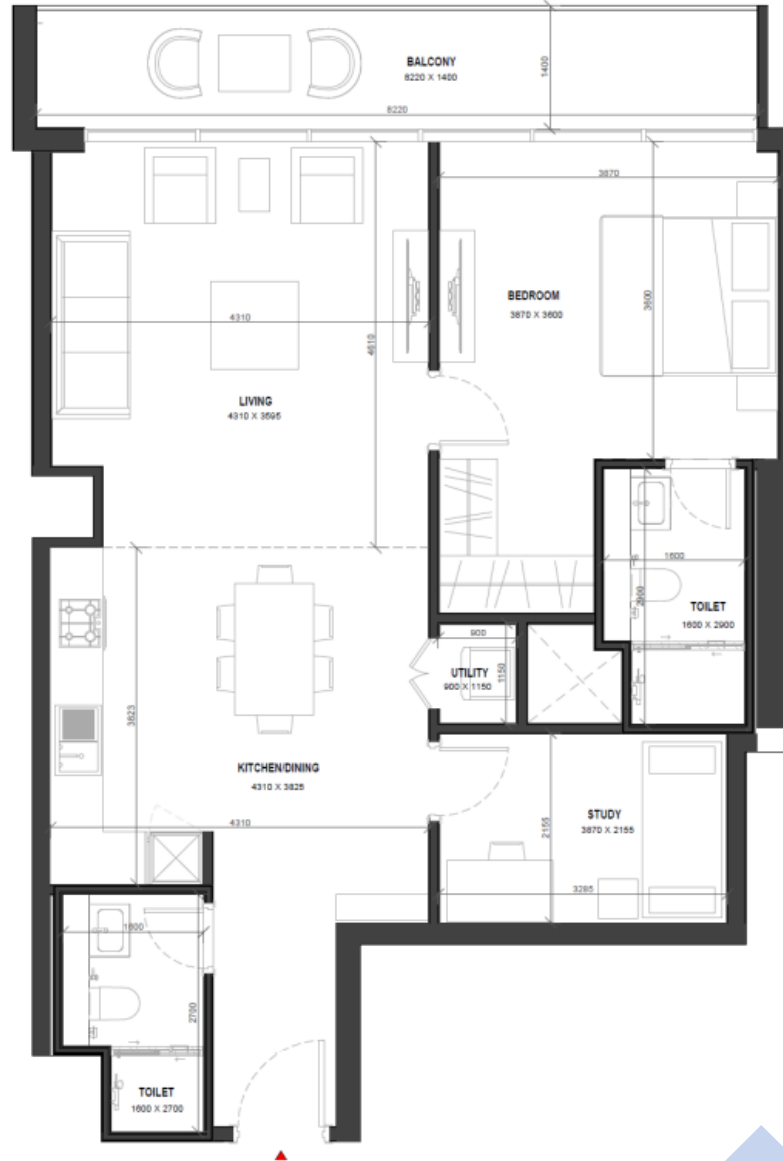 BALCONY
8220 X 1400
1400
8220
3870
BEDROOM
3870 X 3600
3600
4310
4610
LIVING
4310 X 3695
1600
2900
TOILET
1600 X 2900
900
1150
UTILITY
900 X 1150
3823
KITCHEN/DINING
4310 X 3825
4310
STUDY
3870 X 2155
2155
3285
1600
2700
TOILET
1600 X 2700